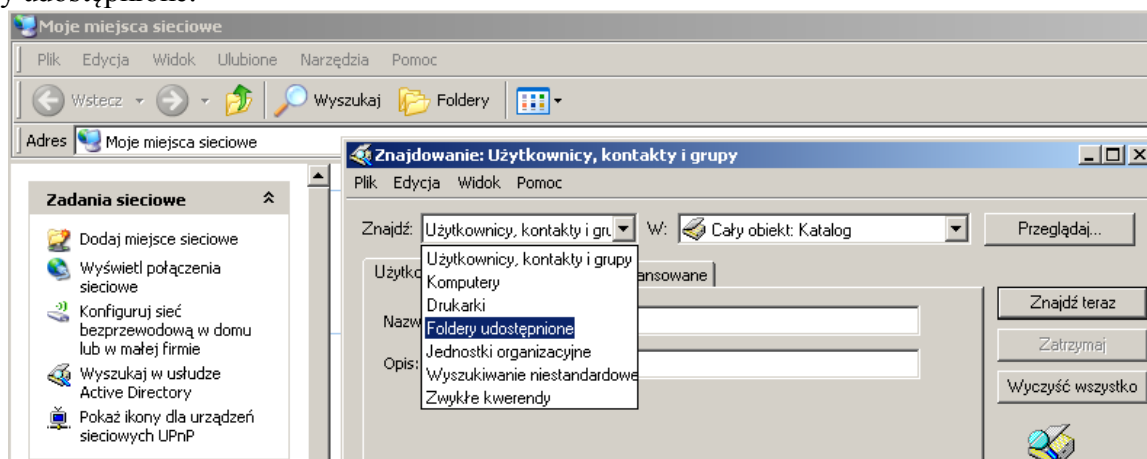 y udostępnione.
Moje miejsca sieciowe
Plik Edycja Widok Ulubione Narzędzia Pomoc
Wstecz Wyszukaj Foldery
Adres Moje miejsca sieciowe
Zadania sieciowe
Dodaj miejsce sieciowe
Wyświetl połączenia
sieciowe
Konfiguruj sieć
bezprzewodową w domu
lub w małej firmie
Wyszukaj w usłudze
Active Directory
Pokaż ikony dla urządzeń
sieciowych UPnP
Znajdowanie: Użytkownicy, kontakty i grupy
Plik Edycja Widok Pomoc
Znajdź: Użytkownicy, kontakty i gru W: Cały obiekt: Katalog Przeglądaj...
Użytkownicy, kontakty i grupy
Komputery
Drukarki
Foldery udostępnione
Jednostki organizacyjne
Wyszukiwanie niestandardowe
Zwykłe kwerendy
Użytko ansowane
Nazw
Opis:
Znajdź teraz
Zatrzymaj
Wyczyść wszystko